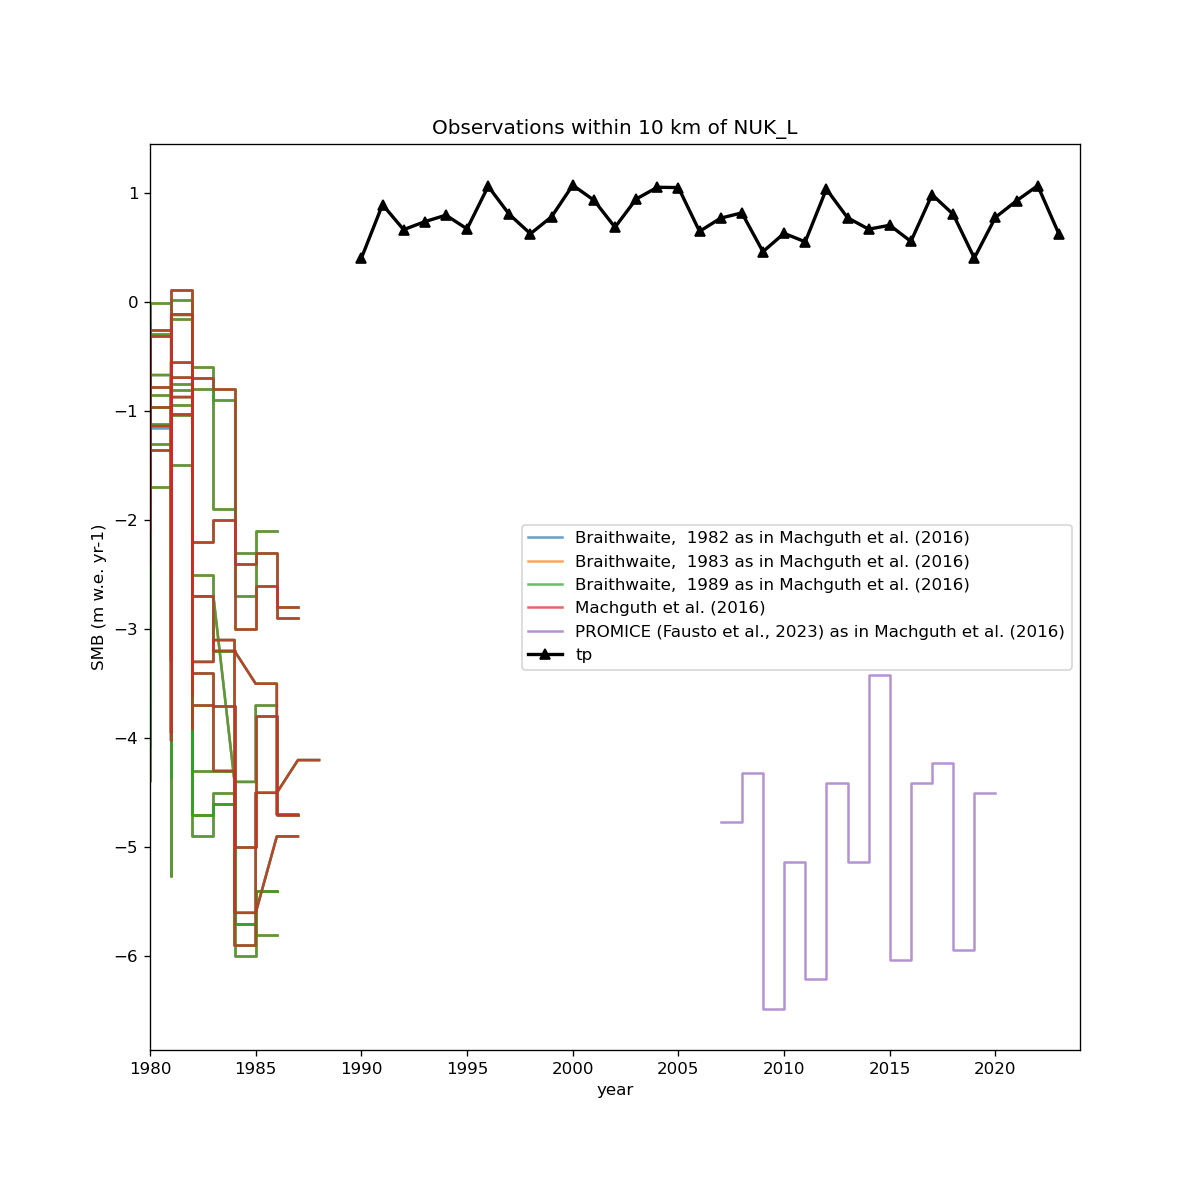 Observations within 10 km of NUK_L
1
0
−1
−2
−3
−4
−5
−6
SMB (m w.e. yr-1)
Braithwaite,  1982 as in Machguth et al. (2016)
Braithwaite,  1983 as in Machguth et al. (2016)
Braithwaite,  1989 as in Machguth et al. (2016)
Machguth et al. (2016)
PROMICE (Fausto et al., 2023) as in Machguth et al. (2016)
tp
1980 1985 1990 1995 2000 2005 2010 2015 2020
year